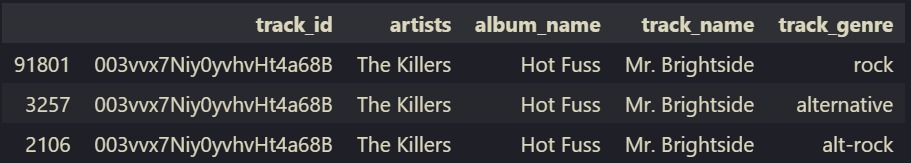 track_id artists album_name track_name track_genre
91801 003vvx7Niy0yvhvHt4a68B The Killers Hot Fuss Mr. Brightside rock
3257 003vvx7Niy0yvhvHt4a68B The Killers Hot Fuss Mr. Brightside alternative
2106 003vvx7Niy0yvhvHt4a68B The Killers Hot Fuss Mr. Brightside alt-rock